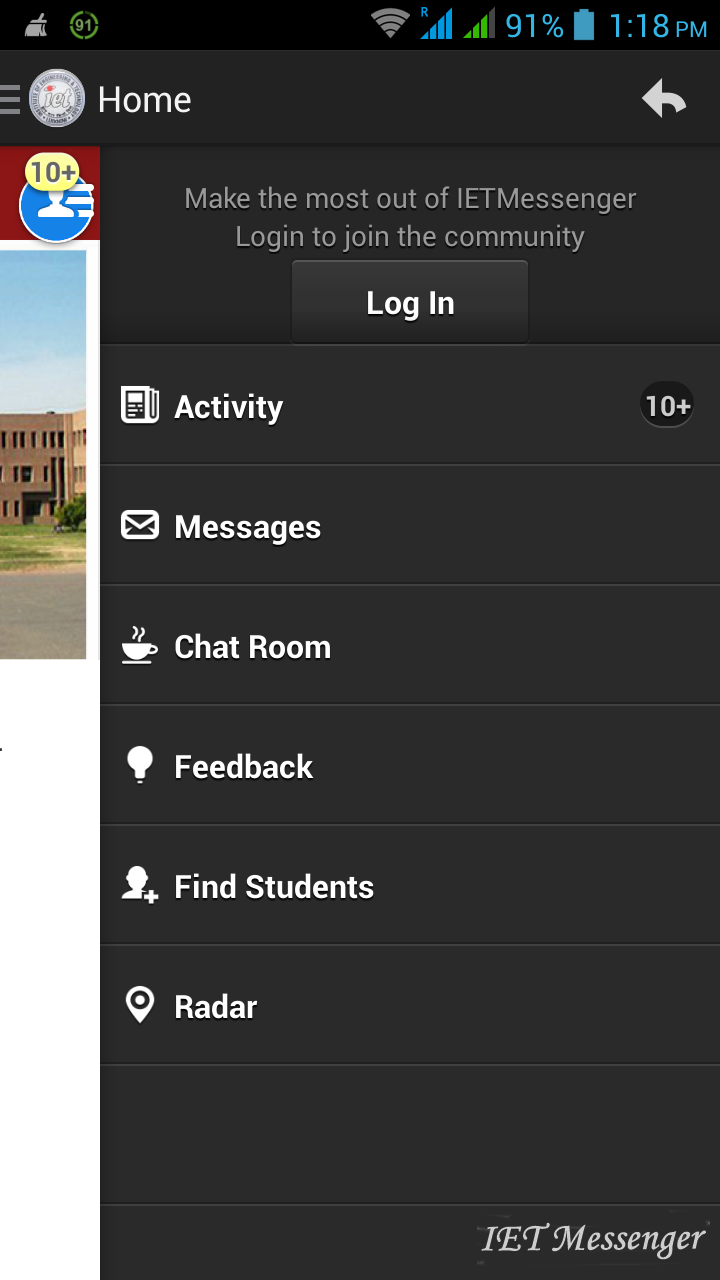 91
R
91%
1:18 PM
iet
Home
10+
Make the most out of IETMessenger
Login to join the community
Log In
Activity
10+
Messages
Chat Room
Feedback
Find Students
Radar
IET Messenger